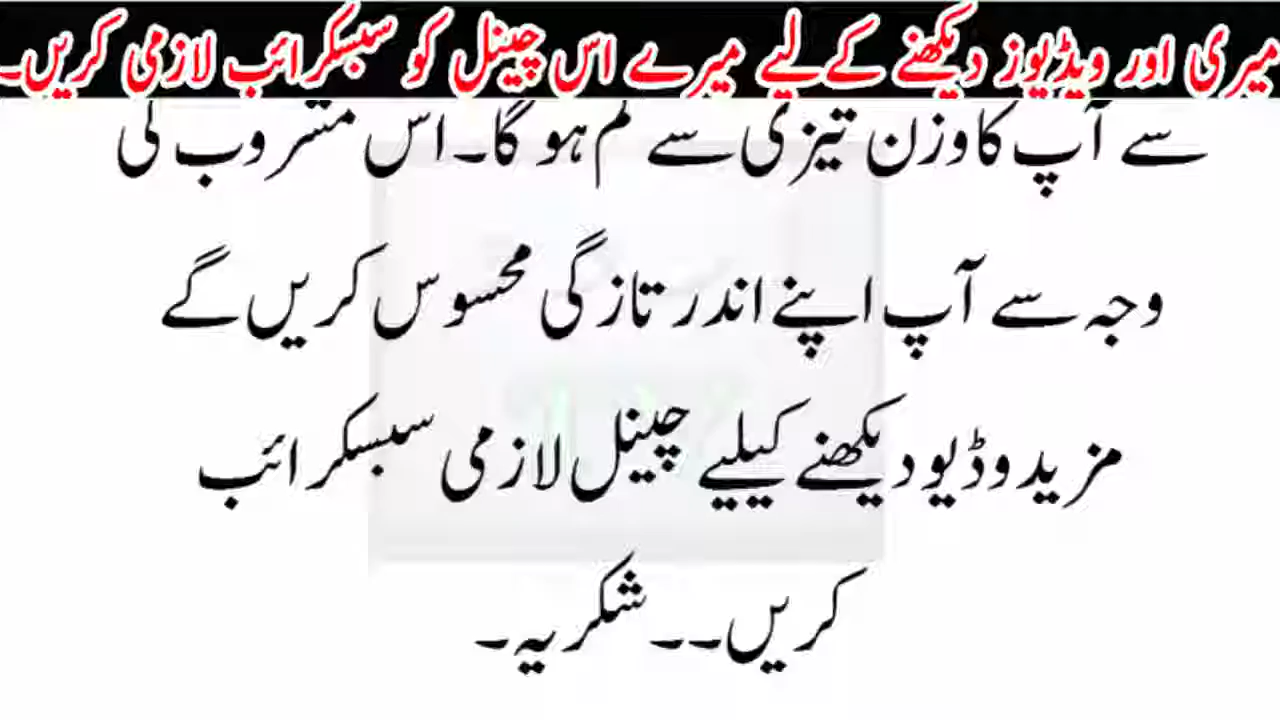 میری اور ویڈیوز دیکھنے کےلیے میرے اس چینل کو سبسکرائب لازمی کریں۔
سے آپ کا وزن تیزی سے کم ہو گا۔ اس مشروب کی
وجہ سے آپ اپنے اندر تازگی محسوس کریں گے
مزید وڈیو دیکھنے کیلیے چینل لازمی سبسکرائب
کریں۔۔ شکریہ۔